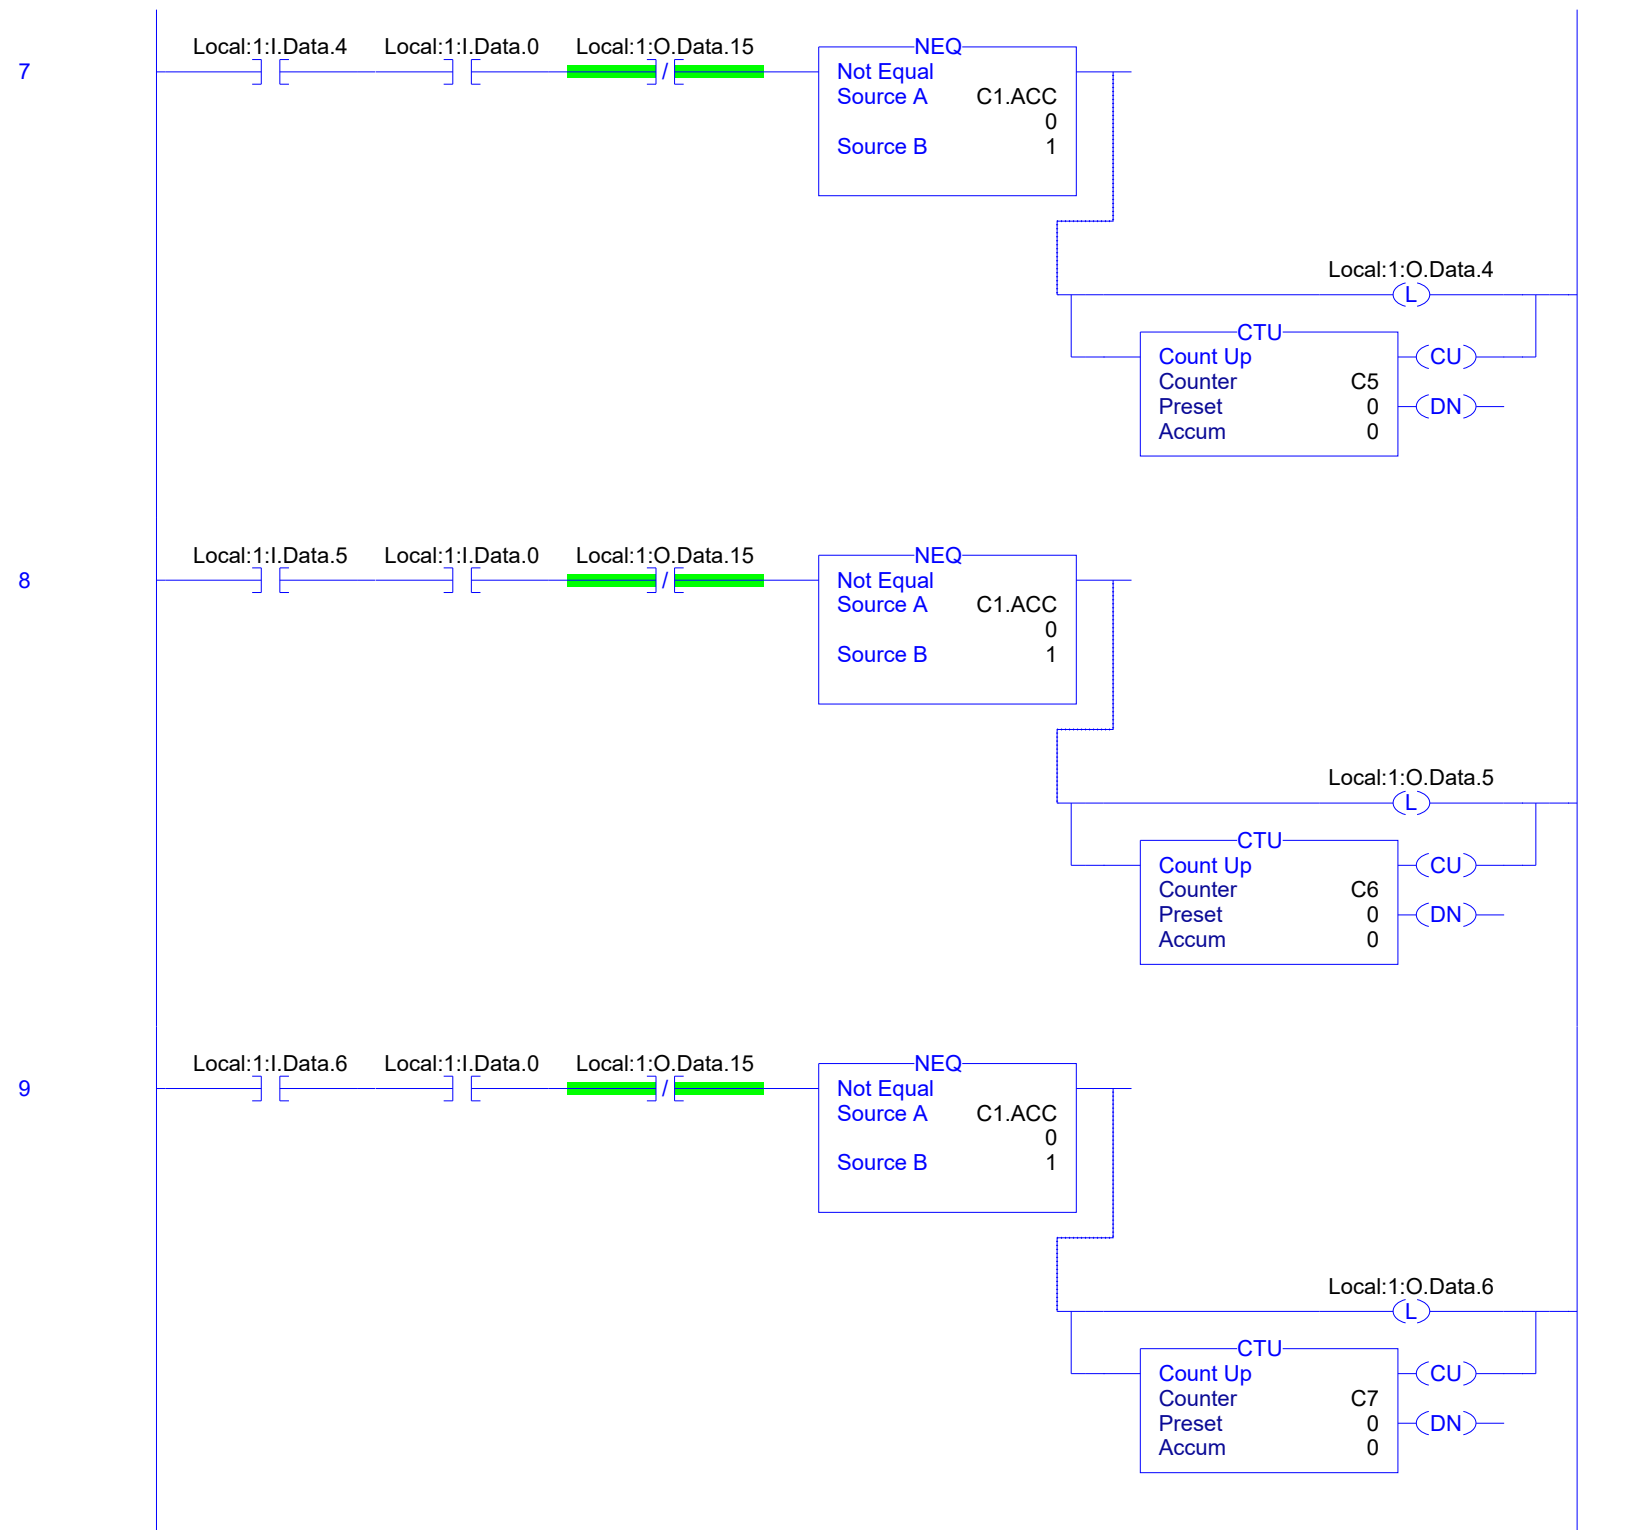 7
Local:1:I.Data.4 Local:1:I.Data.0 Local:1:O.Data.15
/
NEQ
Not Equal
Source A C1.ACC
0
Source B 1
Local:1:O.Data.4
L
CTU
Count Up CU
Counter C5
Preset 0 DN
Accum 0
8
Local:1:I.Data.5 Local:1:I.Data.0 Local:1:O.Data.15
/
NEQ
Not Equal
Source A C1.ACC
0
Source B 1
Local:1:O.Data.5
L
CTU
Count Up CU
Counter C6
Preset 0 DN
Accum 0
9
Local:1:I.Data.6 Local:1:I.Data.0 Local:1:O.Data.15
/
NEQ
Not Equal
Source A C1.ACC
0
Source B 1
Local:1:O.Data.6
L
CTU
Count Up CU
Counter C7
Preset 0 DN
Accum 0